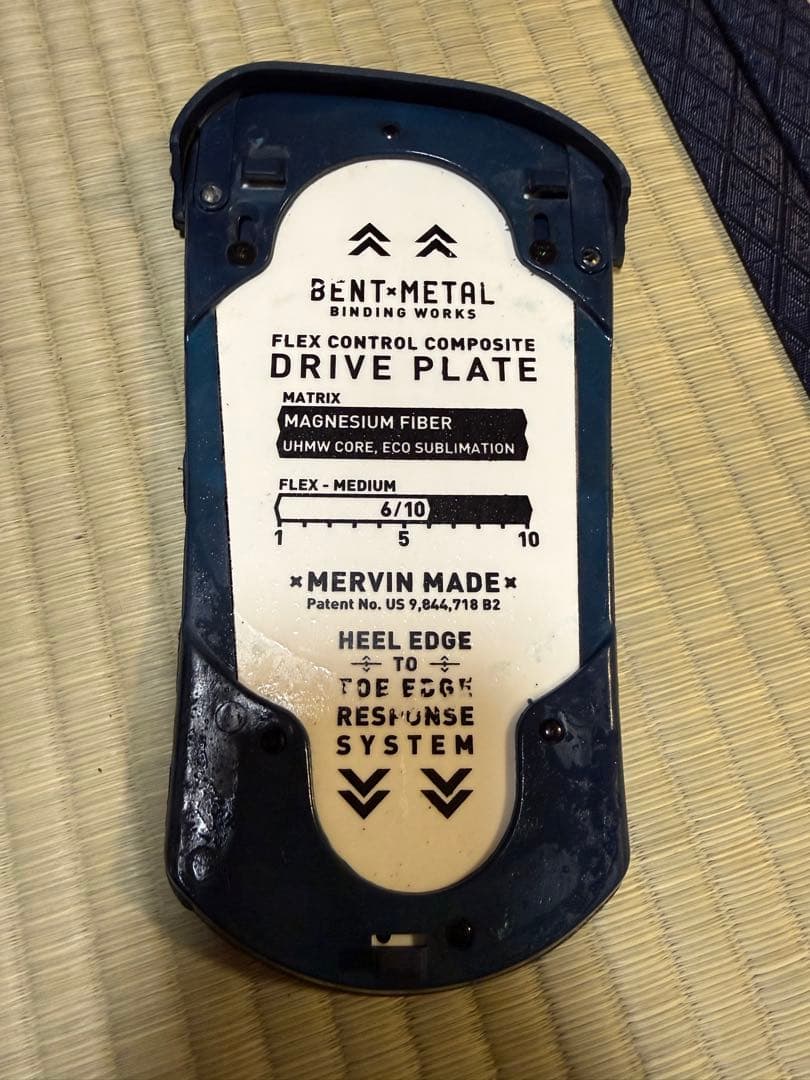 BENT×METAL
BINDING WORKS
FLEX CONTROL COMPOSITE
DRIVE PLATE
MATRIX
MAGNESIUM FIBER
UHMW CORE, ECO SUBLIMATION
FLEX - MEDIUM
6/10
1 5 10
×MERVIN MADE×
Patent No. US 9,844,718 B2
HEEL EDGE
TO
TOE EDGE
RESPONSE
SYSTEM